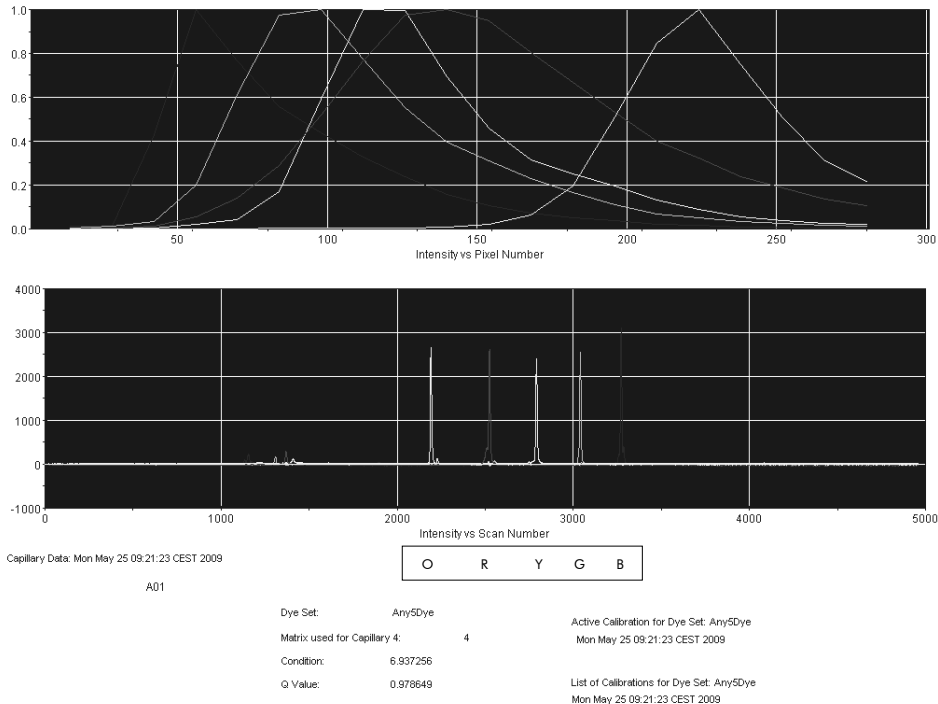 1.0
0.8
0.6
0.4
0.2
0.0
50 100 150 200 250 300
Intensity vs Pixel Number
4000
3000
2000
1000
0
-1000
0 1000 2000 3000 4000 5000
Intensity vs Scan Number
Capillary Data: Mon May 25 09:21:23 CEST 2009
A01
O R Y G B
Dye Set: Any5Dye
Matrix used for Capillary 4: 4
Condition: 6.937256
Q Value: 0.978649
Active Calibration for Dye Set: Any5Dye
Mon May 25 09:21:23 CEST 2009
List of Calibrations for Dye Set: Any5Dye
Mon May 25 09:21:23 CEST 2009